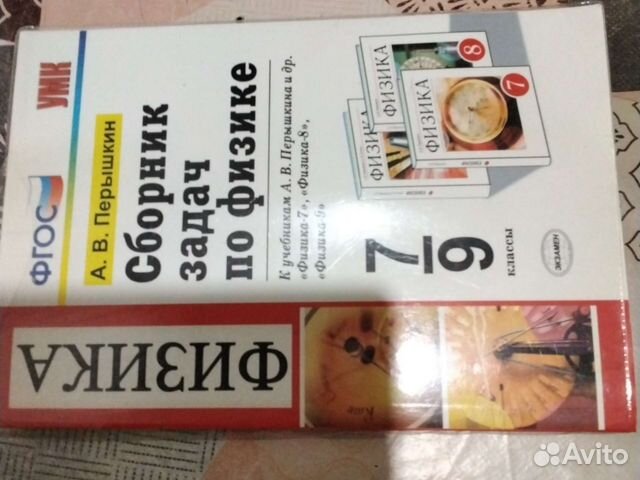 УМК
ФГОС
А. В. Перышкин
Сборник
задач
по физике
К учебникам А. В. Перышкина и др.
«Физика-7», «Физика-8»,
«Физика-9»
7
9
классы
ФИЗИКА
8
ФИЗИКА
7
ФИЗИКА
ЭКЗАМЕН
ФИЗИКА
Avito